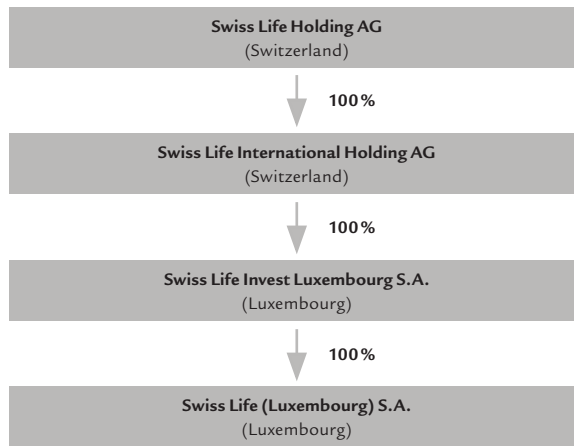 Swiss Life Holding AG
(Switzerland)
100%
Swiss Life International Holding AG
(Switzerland)
100%
Swiss Life Invest Luxembourg S.A.
(Luxembourg)
100%
Swiss Life (Luxembourg) S.A.
(Luxembourg)